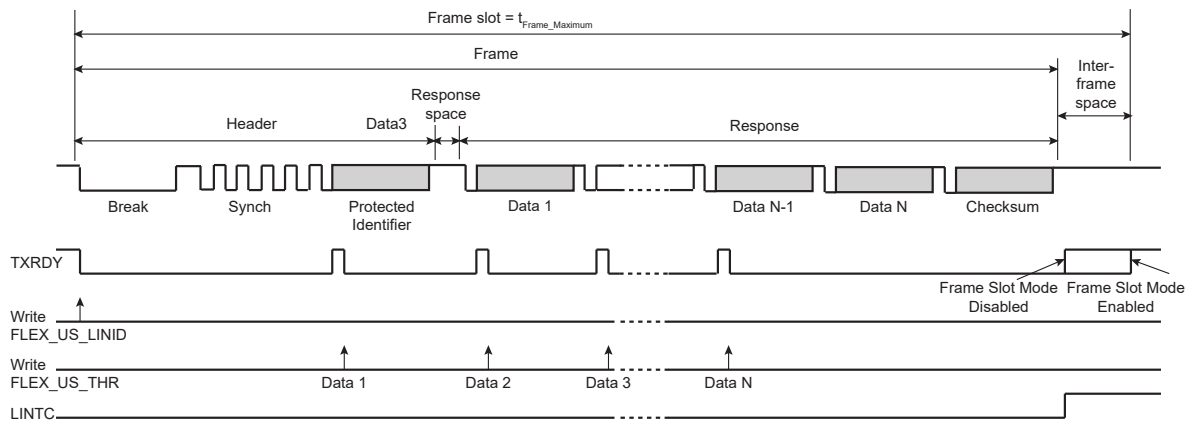 Frame slot = tFrame_Maximum
Frame
Inter-
frame
space
Response
space
Header
Data3
Response
Break
Synch
Protected
Identifier
Data 1
Data N-1
Data N
Checksum
TXRDY
Frame Slot Mode
Disabled
Frame Slot Mode
Enabled
Write
FLEX_US_LINID
Write
FLEX_US_THR
Data 1
Data 2
Data 3
Data N
LINTC